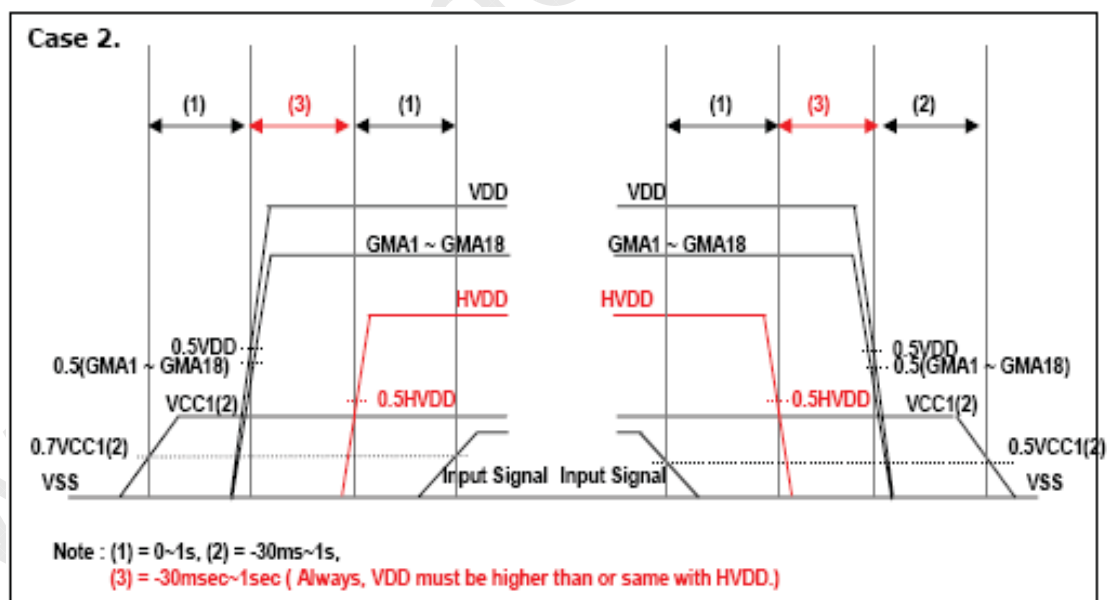 Case 2.
(1) (3) (1) (1) (3) (2)
VDD VDD
GMA1 ~ GMA18 GMA1 ~ GMA18
HVDD HVDD
0.5VDD 0.5VDD
0.5(GMA1 ~ GMA18) 0.5(GMA1 ~ GMA18)
VCC1(2) 0.5HVDD 0.5HVDD VCC1(2)
0.7VCC1(2) 0.5VCC1(2)
VSS Input Signal Input Signal VSS
Note : (1) = 0~1s, (2) = -30ms~1s,
(3) = -30msec~1sec ( Always, VDD must be higher than or same with HVDD.)